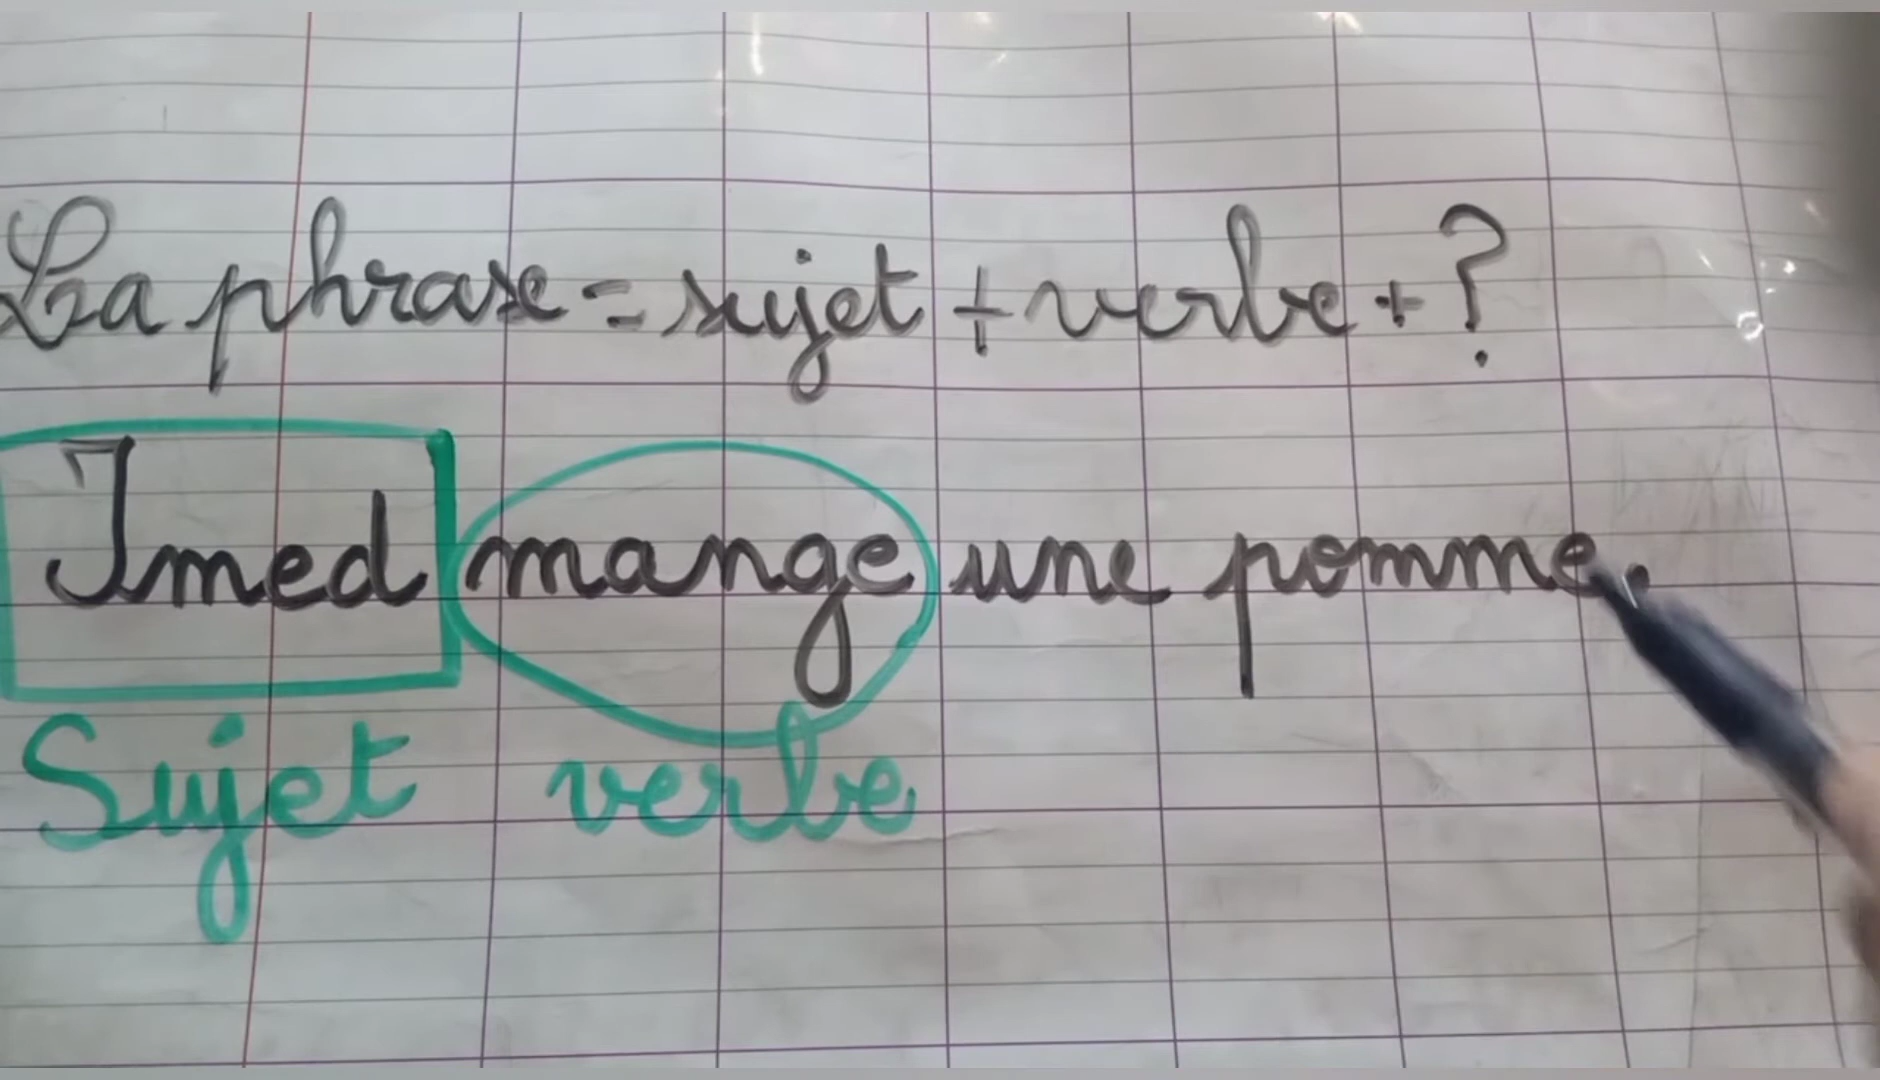 La phrase = sujet + verbe + ?
Imed mange une pomme.
Sujet verbe